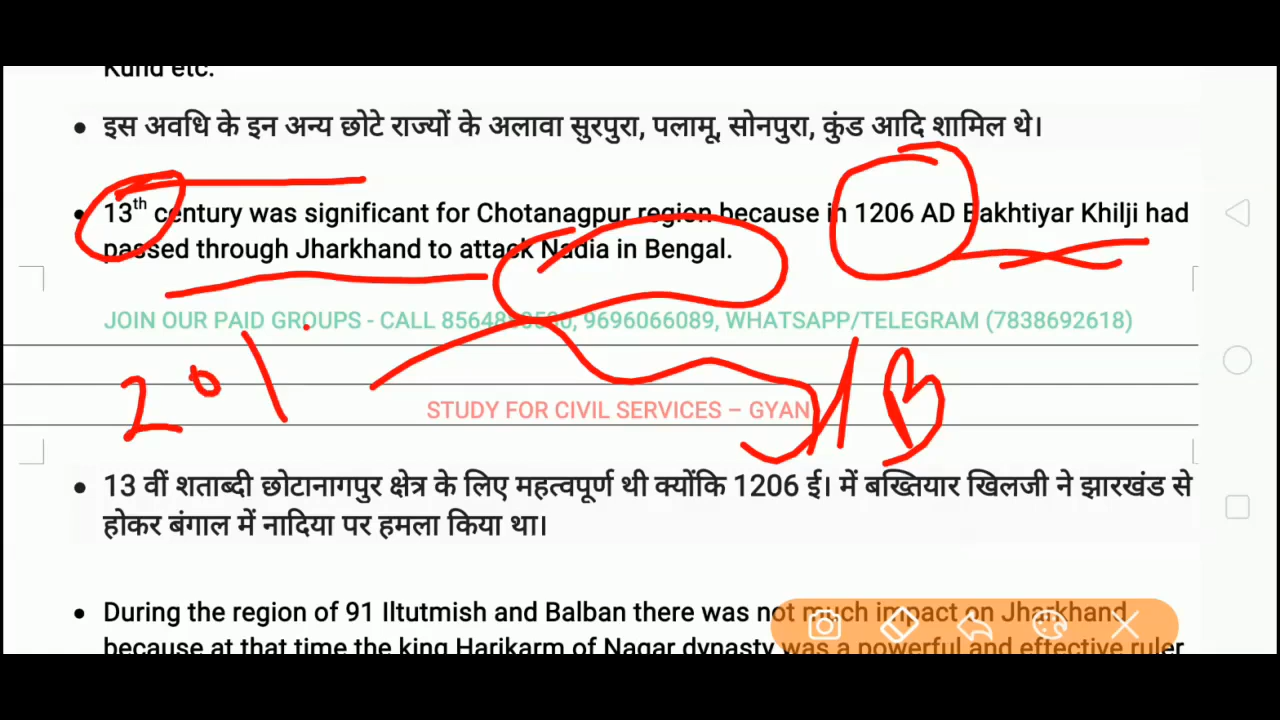 Kund etc.
इस अवधि के इन अन्य छोटे राज्यों के अलावा सुरपुरा, पलामू, सोनपुरा, कुंड आदि शामिल थे।
13th century was significant for Chotanagpur region because in 1206 AD Bakhtiyar Khilji had
passed through Jharkhand to attack Nadia in Bengal.
JOIN OUR PAID GROUPS - CALL 9696066089, WHATSAPP/TELEGRAM (7838692618)
STUDY FOR CIVIL SERVICES – GYAN
13 वीं शताब्दी छोटानागपुर क्षेत्र के लिए महत्वपूर्ण थी क्योंकि 1206 ई। में बख्तियार खिलजी ने झारखंड से
होकर बंगाल में नादिया पर हमला किया था।
During the region of 91 Iltutmish and Balban there was not much impact on Jharkhand
because at that time the king Harikarm of Nagar dynasty was a powerful and effective ruler